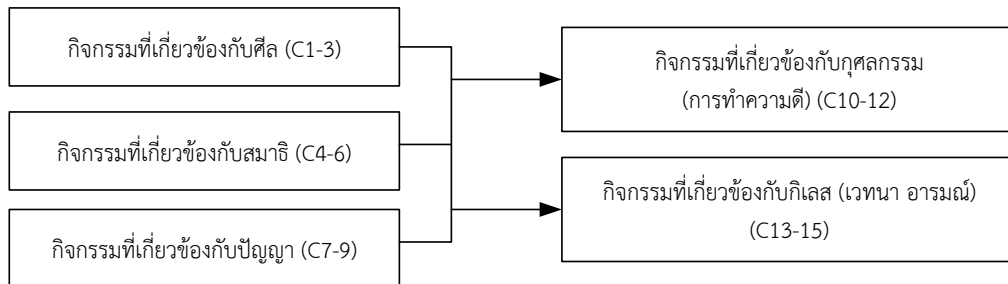 กิจกรรมที่เกี่ยวข้องกับศีล (C1-3)
กิจกรรมที่เกี่ยวข้องกับสมาธิ (C4-6)
กิจกรรมที่เกี่ยวข้องกับปัญญา (C7-9)
กิจกรรมที่เกี่ยวข้องกับกุศลกรรม
(การทำความดี) (C10-12)
กิจกรรมที่เกี่ยวข้องกับกิเลส (เวทนา อารมณ์)
(C13-15)